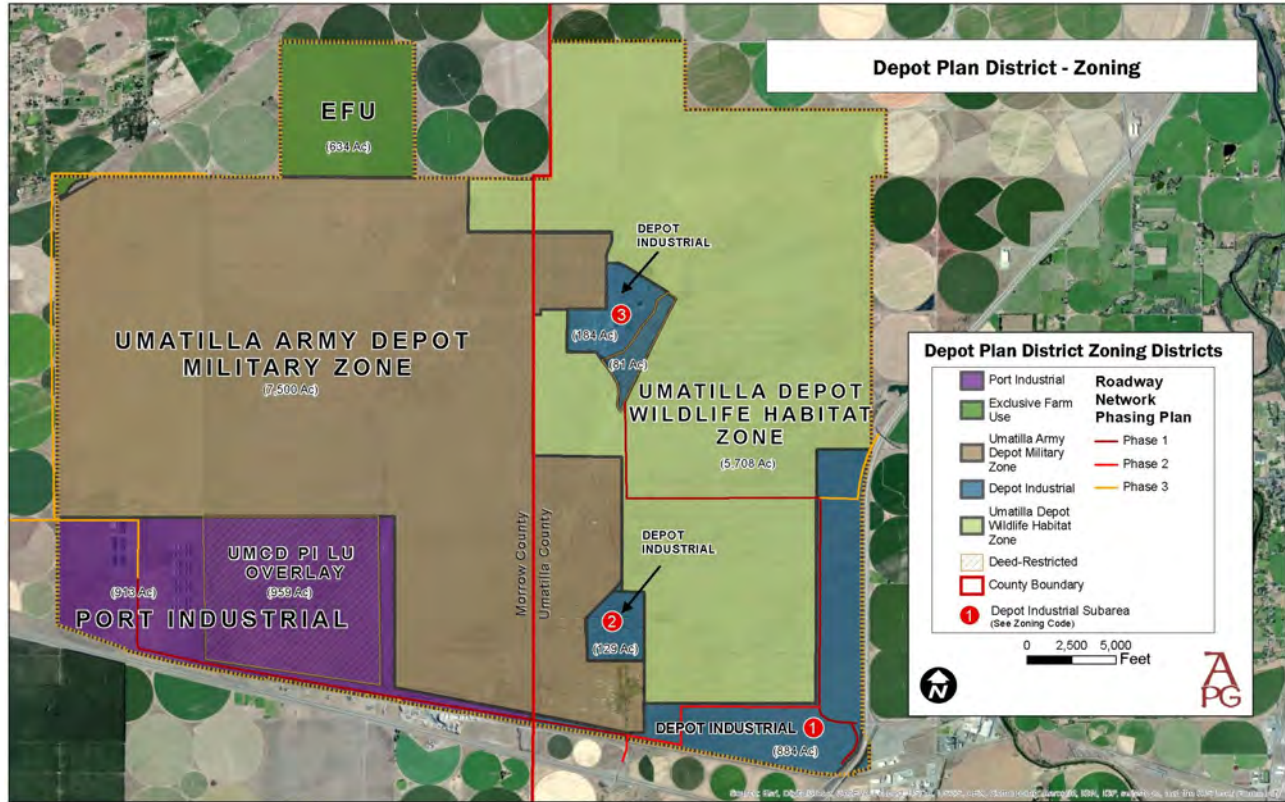 Depot Plan District - Zoning
EFU
(634 Ac)
DEPOT
INDUSTRIAL
3
(184 Ac)
(81 Ac)
UMATILLA ARMY DEPOT
MILITARY ZONE
(7,500 Ac)
UMATILLA DEPOT
WILDLIFE HABITAT
ZONE
(5,708 Ac)
Morrow County
Umatilla County
UMCD PI LU
OVERLAY
(959 Ac)
(913 Ac)
PORT INDUSTRIAL
DEPOT
INDUSTRIAL
2
(129 Ac)
DEPOT INDUSTRIAL
1
(884 Ac)
Depot Plan District Zoning Districts
Port Industrial
Exclusive Farm
Use
Umatilla Army
Depot Military
Zone
Depot Industrial
Umatilla Depot
Wildlife Habitat
Zone
Deed-Restricted
County Boundary
1
Depot Industrial Subarea
(See Zoning Code)
Roadway
Network
Phasing Plan
Phase 1
Phase 2
Phase 3
0 2,500 5,000
Feet
N
APG